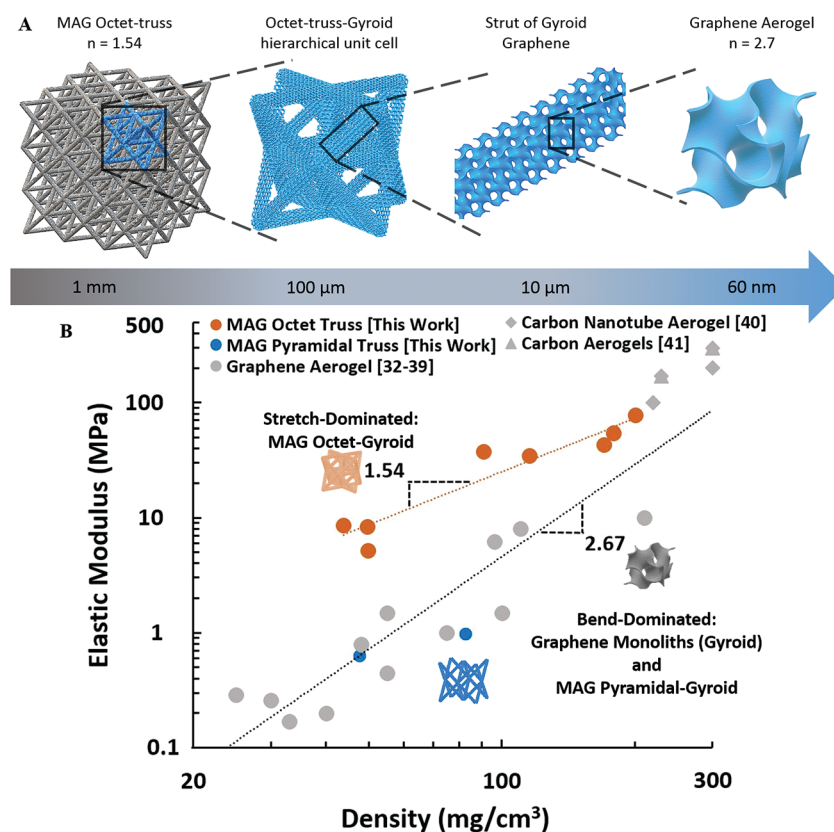 A
MAG Octet-truss
n = 1.54
Octet-truss-Gyroid
hierarchical unit cell
Strut of Gyroid
Graphene
Graphene Aerogel
n = 2.7
1 mm
100 μm
10 μm
60 nm
B
MAG Octet Truss [This Work]
MAG Pyramidal Truss [This Work]
Graphene Aerogel [32-39]
Carbon Nanotube Aerogel [40]
Carbon Aerogels [41]
500
100
10
1
0.1
Elastic Modulus (MPa)
Stretch-Dominated:
MAG Octet-Gyroid
1.54
2.67
Bend-Dominated:
Graphene Monoliths (Gyroid)
and
MAG Pyramidal-Gyroid
20
100
300
Density (mg/cm³)